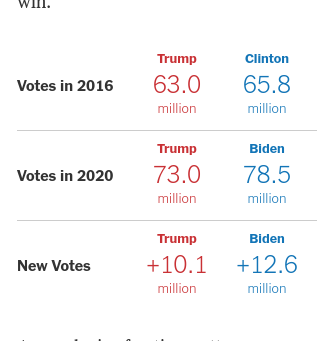 win.
Trump Clinton
Votes in 2016 63.0 65.8
million million
Trump Biden
Votes in 2020 73.0 78.5
million million
Trump Biden
New Votes +10.1 +12.6
million million